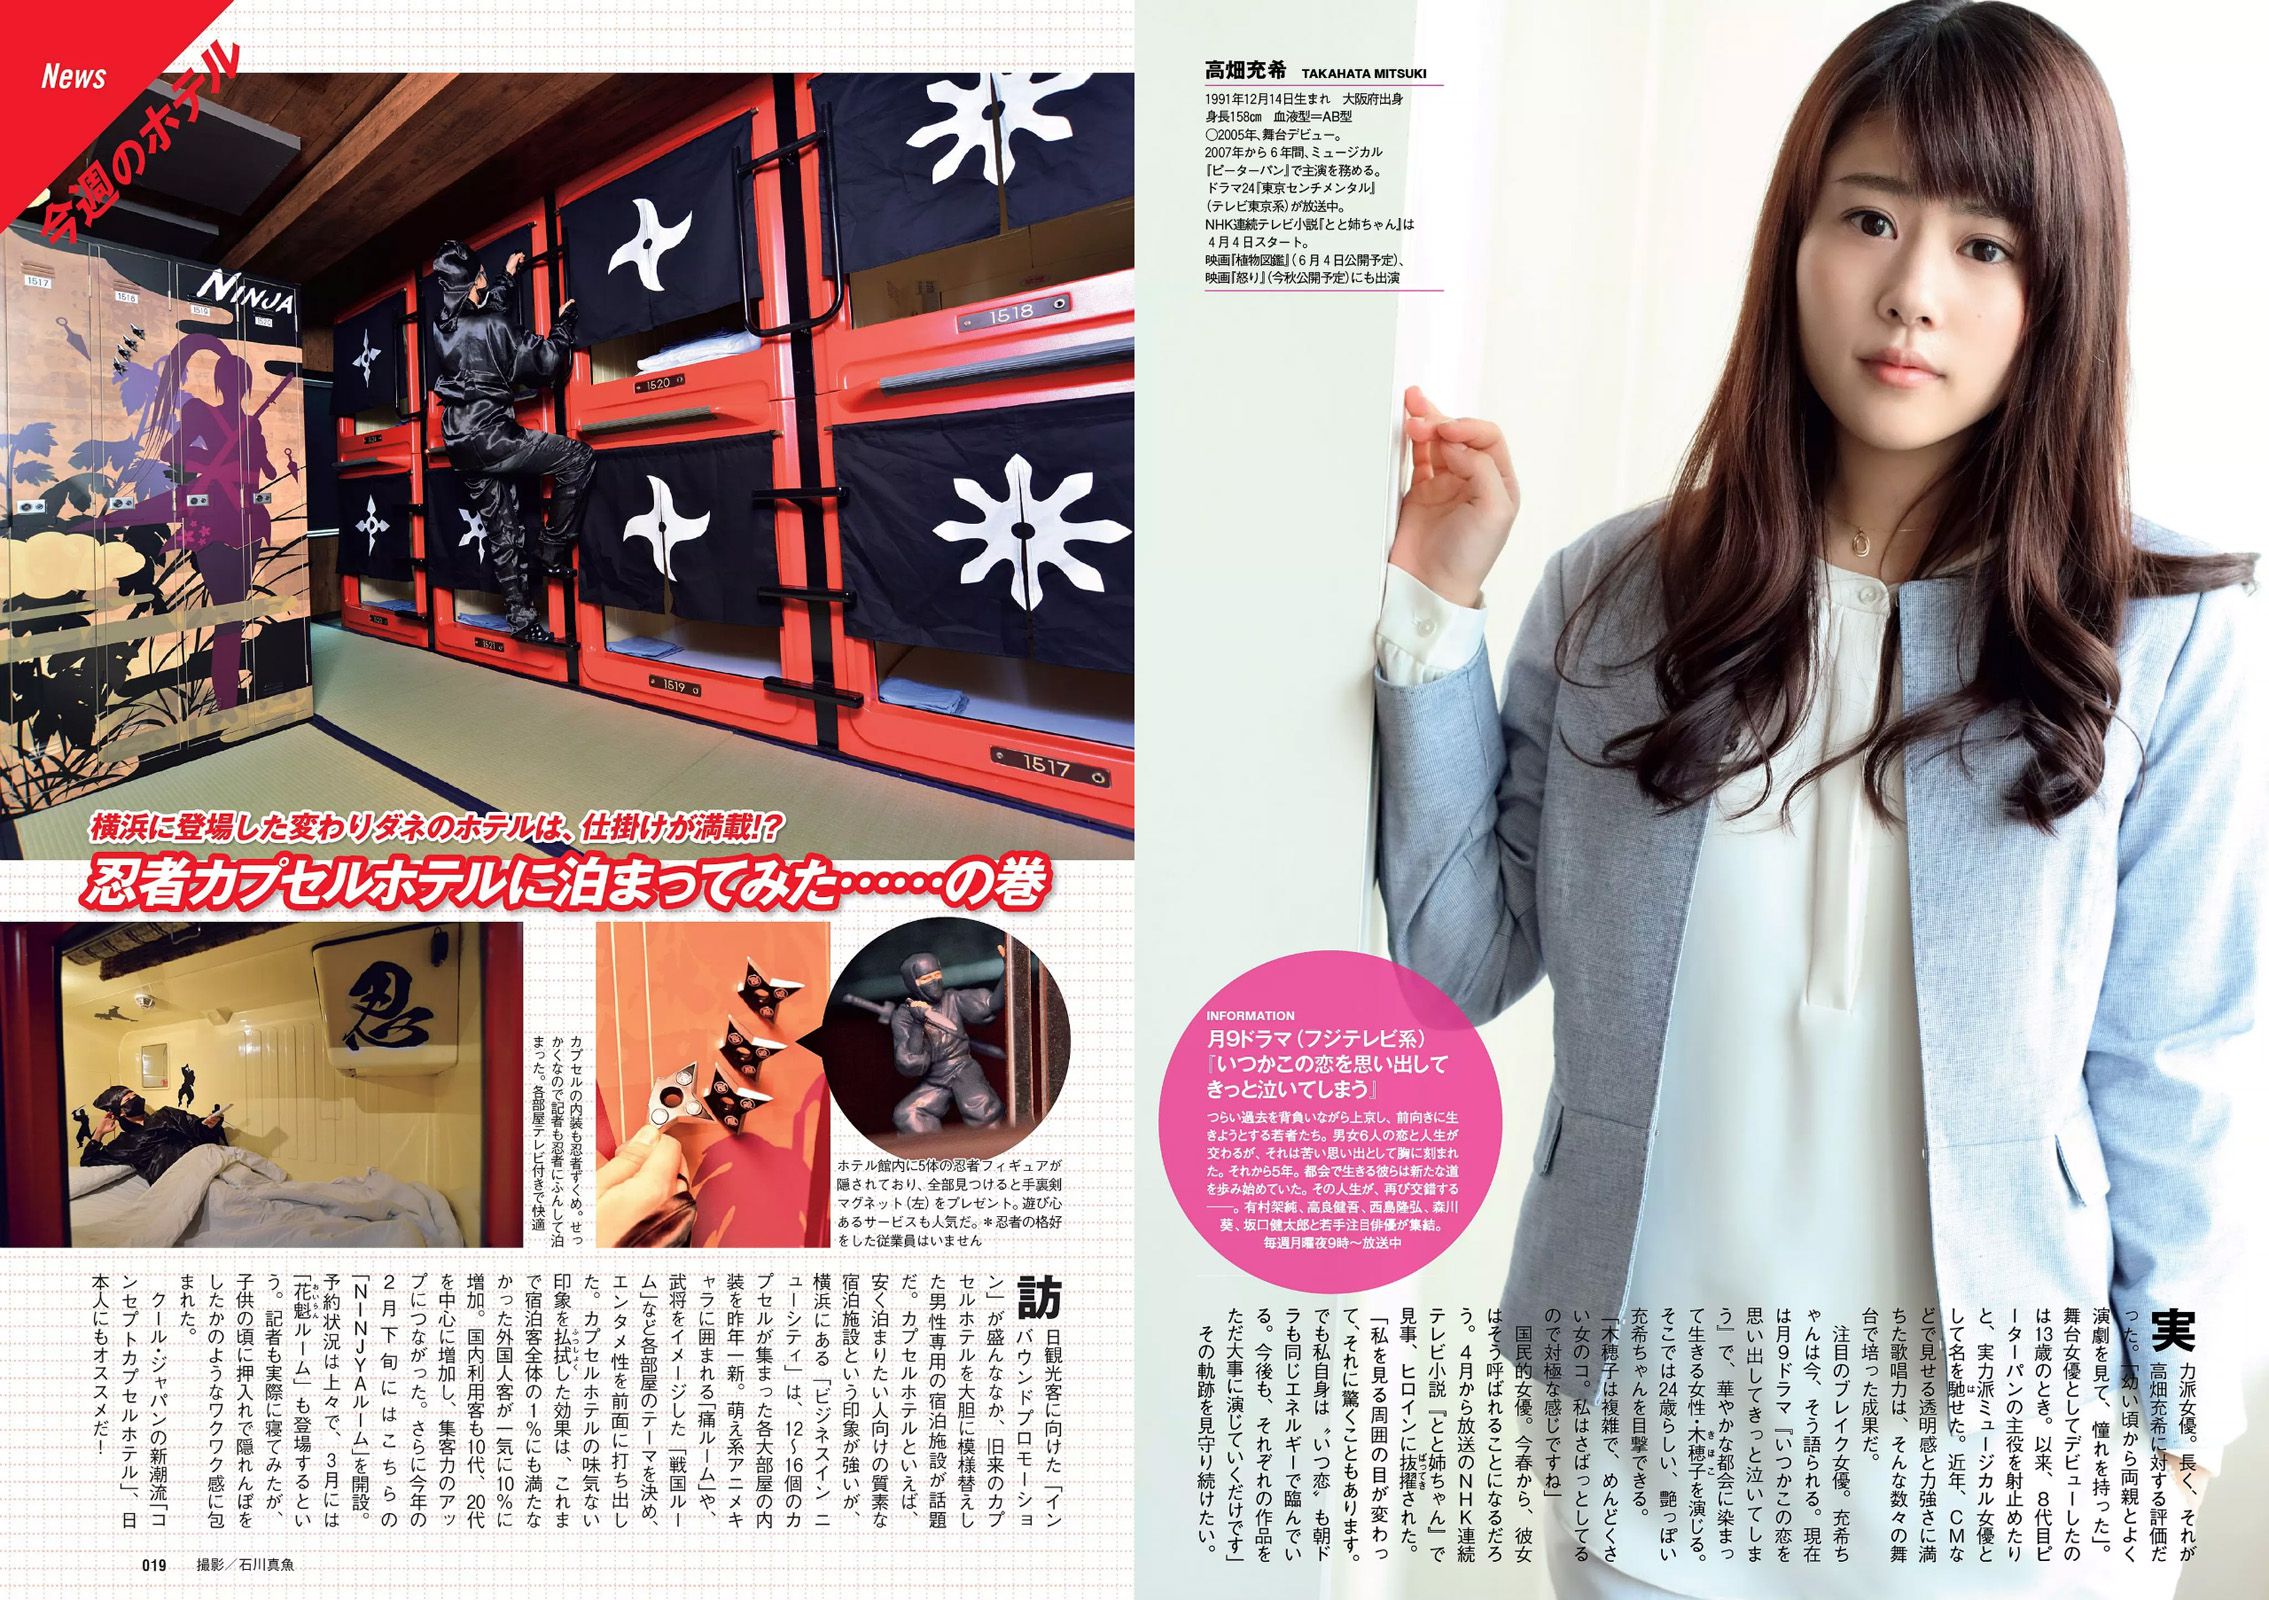 高畑充希 TAKAHATA MITSUKI
1991年12月14日生まれ 大阪府出身
身長158㎝ 血液型＝AB型
○2005年、舞台デビュー。
2007年から６年間、ミュージカル
『ピーターパン』で主演を務める。
ドラマ24『東京センチメンタル』
（テレビ東京系）が放送中。
NHK連続テレビ小説『とと姉ちゃん』は
４月４日スタート。
映画『植物図鑑』（６月４日公開予定）、
映画『怒り』（今秋公開予定）にも出演
INFORMATION
月9ドラマ（フジテレビ系）
『いつかこの恋を思い出して
きっと泣いてしまう』
つらい過去を背負いながら上京し、前向きに生
きようとする若者たち。男女6人の恋と人生が
交わるが、それは苦い思い出として胸に刻まれ
た。それから5年。都会で生きる彼らは新たな道
を歩み始めていた。その人生が、再び交錯する
──。有村架純、高良健吾、西島隆弘、森川
葵、坂口健太郎と若手注目俳優が集結。
毎週月曜夜9時〜放送中
実力派女優。長く、それが
高畑充希に対する評価だ
った。「幼い頃から両親とよく
演劇を見て、憧れを持った」。
舞台女優としてデビューしたの
は13歳のとき。以来、８代目ピ
ーターパンの主役を射止めたり
と、実力派ミュージカル女優と
して名を馳せた。近年、ＣＭな
どで見せる透明感と力強さに満
ちた歌唱力は、そんな数々の舞
台で培った成果だ。
注目のブレイク女優。充希ち
ゃんは今、そう語られる。現在
は月９ドラマ『いつかこの恋を
思い出してきっと泣いてしま
う』で、華やかな都会に染まっ
て生きる女性・木穂子を演じる。
そこでは24歳らしい、艶っぽい
充希ちゃんを目撃できる。
「木穂子は複雑で、めんどくさ
い女のコ。私はさばっとしてる
ので対極な感じですね」
国民的女優。今春から、彼女
はそう呼ばれることになるだろ
う。４月から放送のＮＨＫ連続
テレビ小説『とと姉ちゃん』で
見事、ヒロインに抜擢された。
「私を見る周囲の目が変わっ
て、それに驚くこともあります。
でも私自身は〝いつ恋〟も朝ド
ラも同じエネルギーで臨んでい
る。今後も、それぞれの作品を
ただ大事に演じていくだけです」
その軌跡を見守り続けたい。
News
今週のホテル
NINJA
1517
1518
1519
1520
1518
1520
1519
1521
1517
横浜に登場した変わりダネのホテルは、仕掛けが満載!?
忍者カプセルホテルに泊まってみた……の巻
忍
カプセルの内装も忍者ずくめ。せっ
かくなので記者も忍者にふんして泊
まった。各部屋テレビ付きで快適
ホテル館内に5体の忍者フィギュアが
隠されており、全部見つけると手裏剣
マグネット（左）をプレゼント。遊び心
あるサービスも人気だ。＊忍者の格好
をした従業員はいません
訪日観光客に向けた「イン
バウンドプロモーショ
ン」が盛んななか、旧来のカプ
セルホテルを大胆に模様替えし
た男性専用の宿泊施設が話題
だ。カプセルホテルといえば、
安く泊まりたい人向けの質素な
宿泊施設という印象が強いが、
横浜にある「ビジネスイン ニ
ューシティ」は、12〜16個のカ
プセルが集まった各大部屋の内
装を昨年一新。萌え系アニメキ
ャラに囲まれる「痛ルーム」や、
武将をイメージした「戦国ルー
ム」など各部屋のテーマを決め、
エンタメ性を前面に打ち出し
た。カプセルホテルの味気ない
印象を払拭した効果は、これま
で宿泊客全体の１％にも満たな
かった外国人客が一気に10％に
増加。国内利用客も10代、20代
を中心に増加し、集客力のアッ
プにつながった。さらに今年の
２月下旬にはこちらの
「ＮＩＮＪＹＡルーム」を開設。
予約状況は上々で、３月には
「花魁ルーム」も登場するとい
う。記者も実際に寝てみたが、
子供の頃に押入れで隠れんぼを
したかのようなワクワク感に包
まれた。
クール・ジャパンの新潮流「コ
ンセプトカプセルホテル」、日
本人にもオススメだ！
019 撮影／石川真魚